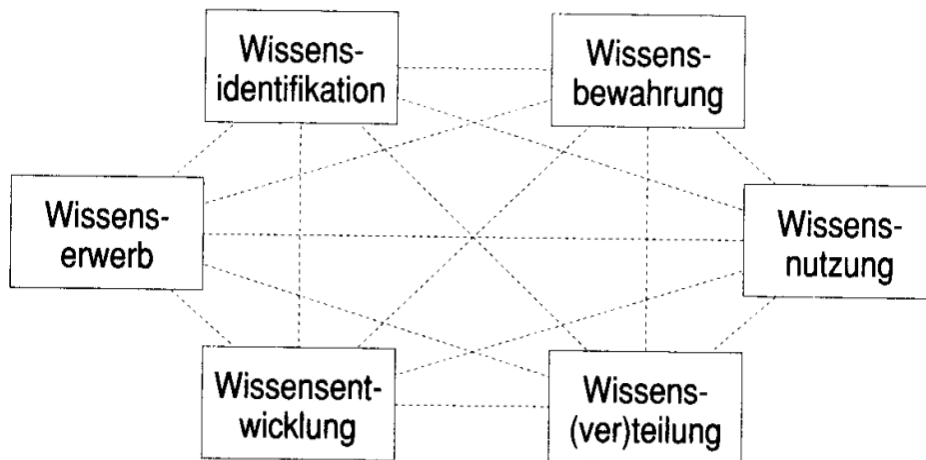 Wissens-
identifikation
Wissens-
bewahrung
Wissens-
erwerb
Wissens-
nutzung
Wissensent-
wicklung
Wissens-
(ver)teilung